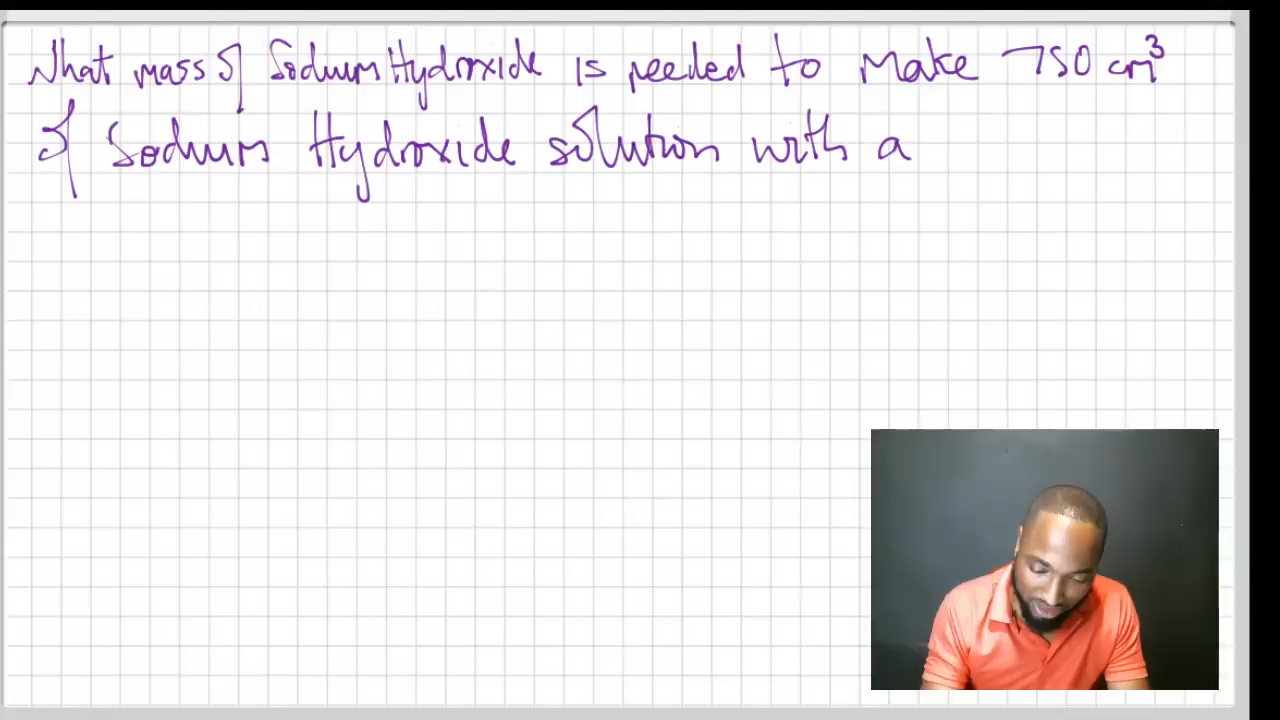 What mass of Sodium Hydroxide is needed to make 750 cm³
of Sodium Hydroxide solution with a